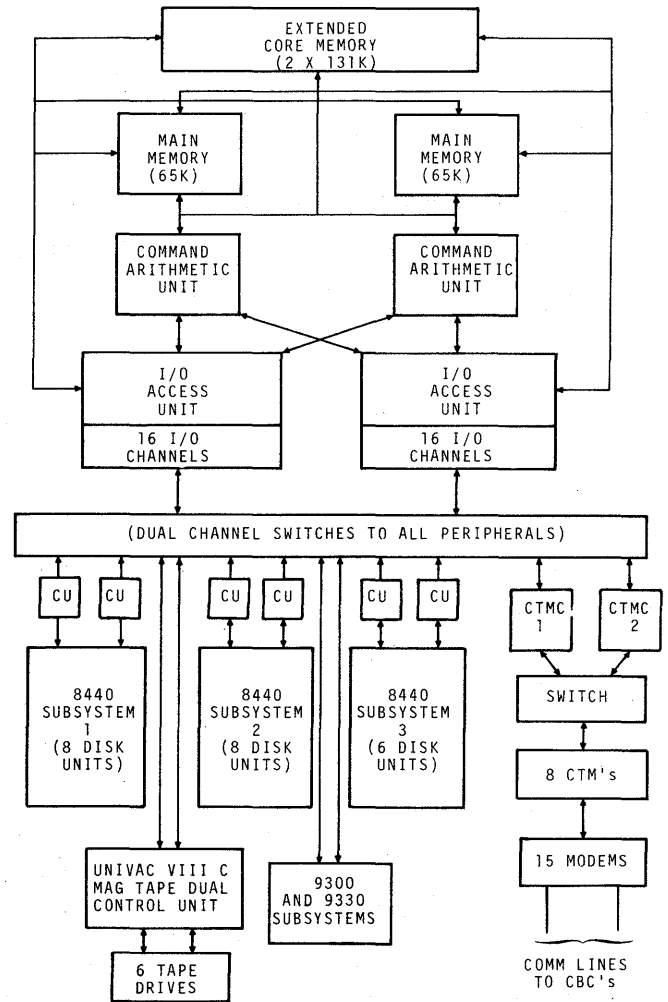 EXTENDED
CORE MEMORY
(2 X 131K)
MAIN
MEMORY
(65K)
MAIN
MEMORY
(65K)
COMMAND
ARITHMETIC
UNIT
COMMAND
ARITHMETIC
UNIT
I/O
ACCESS
UNIT
16 I/O
CHANNELS
I/O
ACCESS
UNIT
16 I/O
CHANNELS
(DUAL CHANNEL SWITCHES TO ALL PERIPHERALS)
CU
CU
CU
CU
CU
CU
CTMC
1
CTMC
2
8440
SUBSYSTEM
1
(8 DISK
UNITS)
8440
SUBSYSTEM
2
(8 DISK
UNITS)
8440
SUBSYSTEM
3
(6 DISK
UNITS)
SWITCH
8 CTM's
15 MODEMS
UNIVAC VIII C
MAG TAPE DUAL
CONTROL UNIT
9300
AND 9330
SUBSYSTEMS
6 TAPE
DRIVES
COMM LINES
TO CBC's